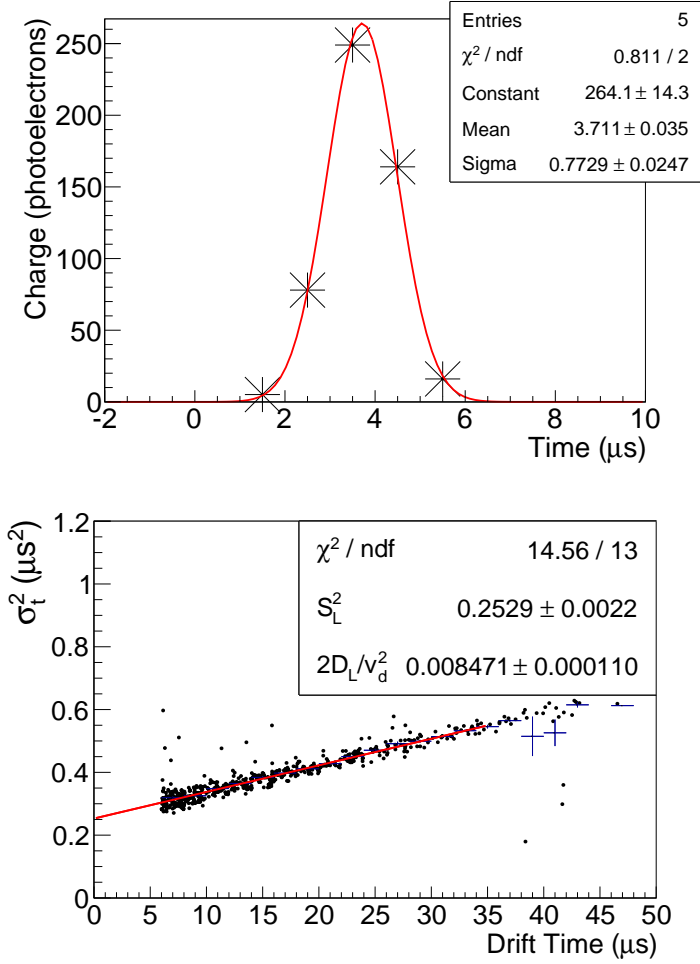 Entries 5
χ² / ndf 0.811 / 2
Constant 264.1 ± 14.3
Mean 3.711 ± 0.035
Sigma 0.7729 ± 0.0247
Charge (photoelectrons)
250
200
150
100
50
0
-2 0 2 4 6 8 10
Time (μs)
χ² / ndf 14.56 / 13
S_L² 0.2529 ± 0.0022
2D_L/v_d² 0.008471 ± 0.000110
σ_t² (μs²)
1.2
1
0.8
0.6
0.4
0.2
0
0 5 10 15 20 25 30 35 40 45 50
Drift Time (μs)